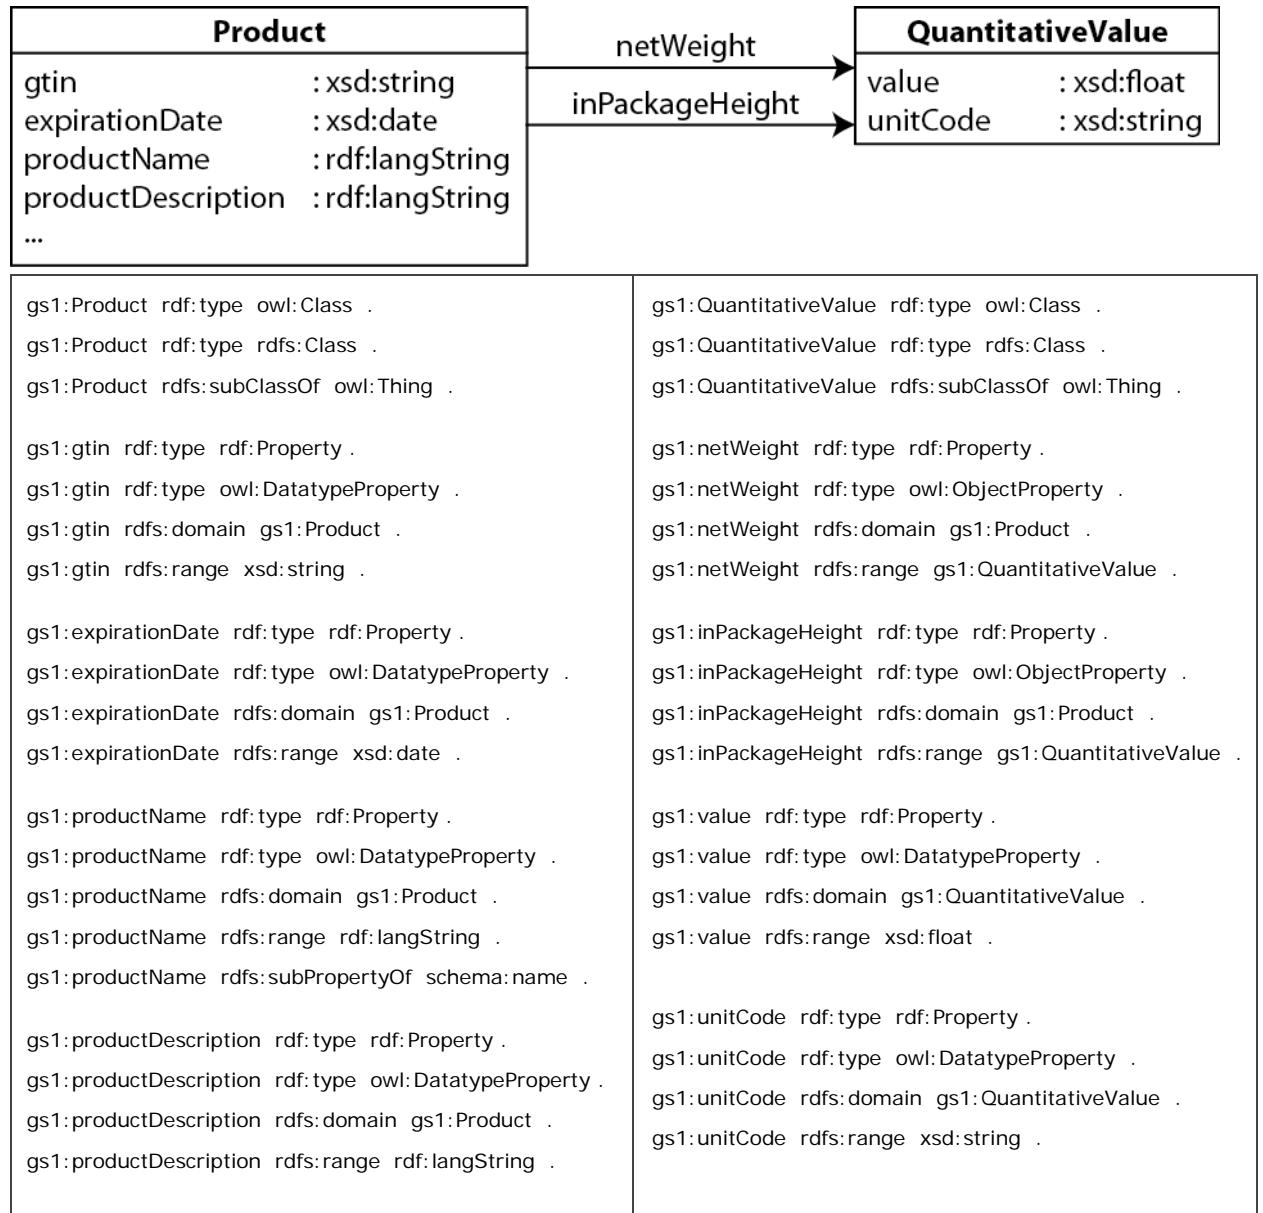 Product
gtin : xsd:string
expirationDate : xsd:date
productName : rdf:langString
productDescription : rdf:langString
...
netWeight
inPackageHeight
QuantitativeValue
value : xsd:float
unitCode : xsd:string
gs1:Product rdf:type owl:Class .
gs1:Product rdf:type rdfs:Class .
gs1:Product rdfs:subClassOf owl:Thing .
gs1:gtin rdf:type rdf:Property .
gs1:gtin rdf:type owl:DatatypeProperty .
gs1:gtin rdfs:domain gs1:Product .
gs1:gtin rdfs:range xsd:string .
gs1:expirationDate rdf:type rdf:Property .
gs1:expirationDate rdf:type owl:DatatypeProperty .
gs1:expirationDate rdfs:domain gs1:Product .
gs1:expirationDate rdfs:range xsd:date .
gs1:productName rdf:type rdf:Property .
gs1:productName rdf:type owl:DatatypeProperty .
gs1:productName rdfs:domain gs1:Product .
gs1:productName rdfs:range rdf:langString .
gs1:productName rdfs:subPropertyOf schema:name .
gs1:productDescription rdf:type rdf:Property .
gs1:productDescription rdf:type owl:DatatypeProperty .
gs1:productDescription rdfs:domain gs1:Product .
gs1:productDescription rdfs:range rdf:langString .
gs1:QuantitativeValue rdf:type owl:Class .
gs1:QuantitativeValue rdf:type rdfs:Class .
gs1:QuantitativeValue rdfs:subClassOf owl:Thing .
gs1:netWeight rdf:type rdf:Property .
gs1:netWeight rdf:type owl:ObjectProperty .
gs1:netWeight rdfs:domain gs1:Product .
gs1:netWeight rdfs:range gs1:QuantitativeValue .
gs1:inPackageHeight rdf:type rdf:Property .
gs1:inPackageHeight rdf:type owl:ObjectProperty .
gs1:inPackageHeight rdfs:domain gs1:Product .
gs1:inPackageHeight rdfs:range gs1:QuantitativeValue .
gs1:value rdf:type rdf:Property .
gs1:value rdf:type owl:DatatypeProperty .
gs1:value rdfs:domain gs1:QuantitativeValue .
gs1:value rdfs:range xsd:float .
gs1:unitCode rdf:type rdf:Property .
gs1:unitCode rdf:type owl:DatatypeProperty .
gs1:unitCode rdfs:domain gs1:QuantitativeValue .
gs1:unitCode rdfs:range xsd:string .